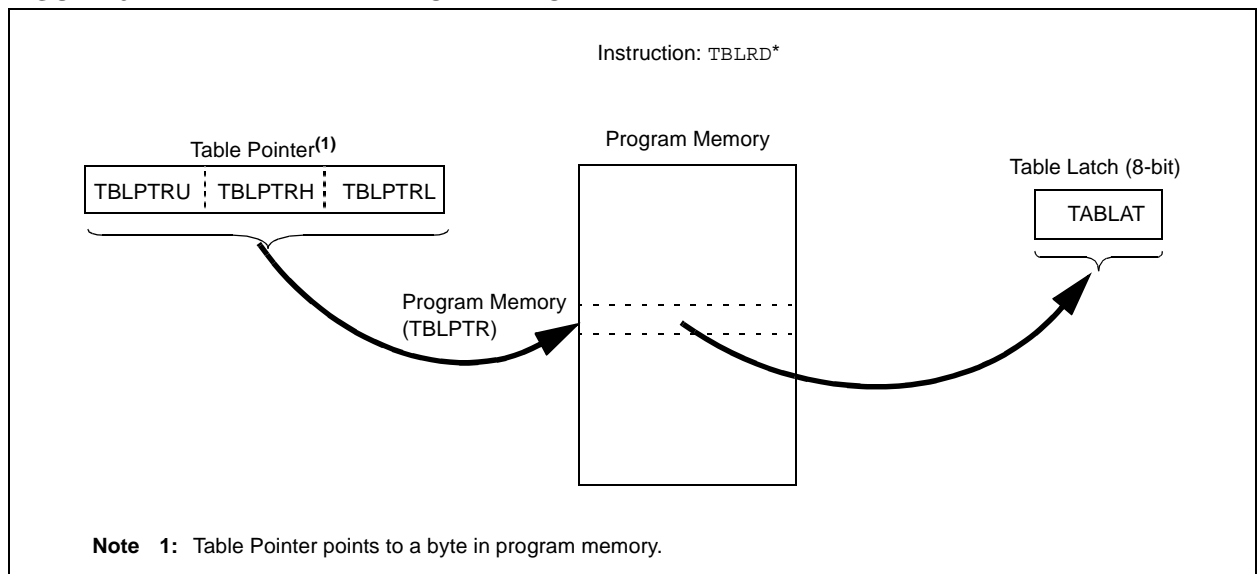 Instruction: TBLRD*
Table Pointer(1)
Program Memory
Table Latch (8-bit)
TBLPTRU TBLPTRH TBLPTRL
TABLAT
Program Memory
(TBLPTR)
Note 1: Table Pointer points to a byte in program memory.